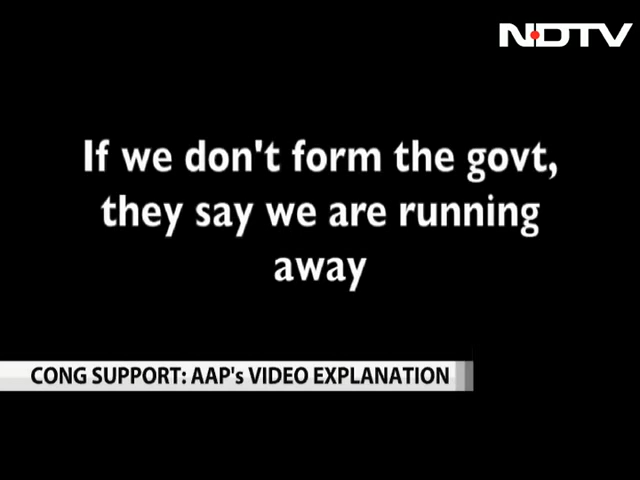 NDTV
If we don't form the govt,
they say we are running
away
CONG SUPPORT: AAP's VIDEO EXPLANATION